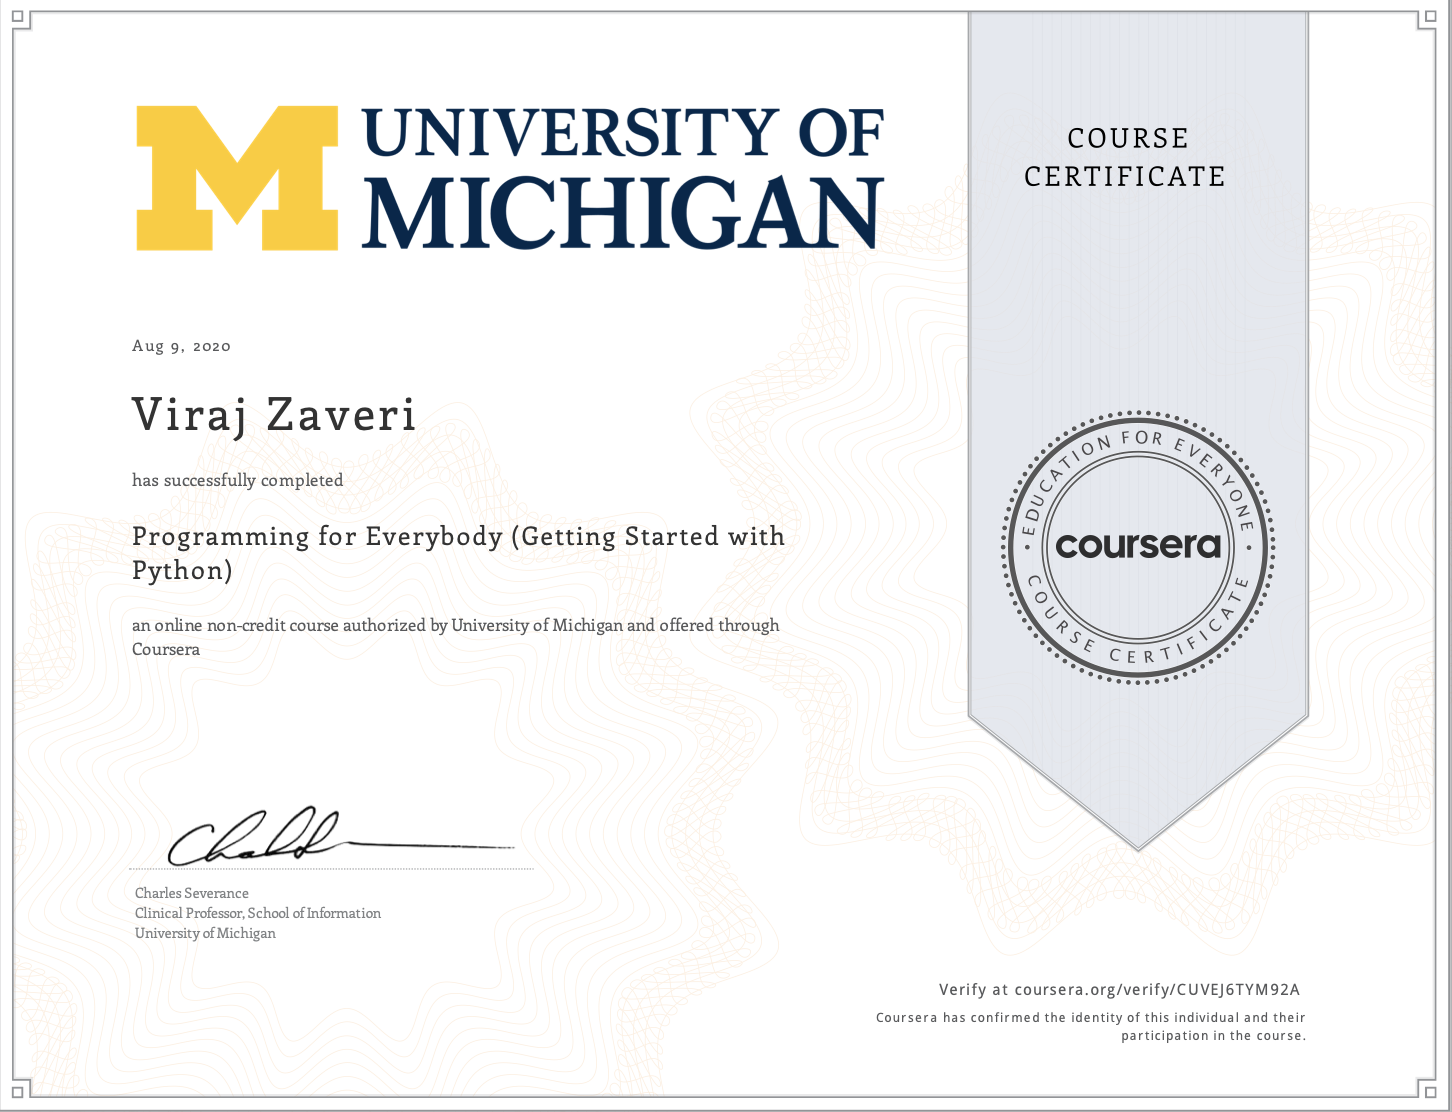 UNIVERSITY OF
MICHIGAN
COURSE
CERTIFICATE
Aug 9, 2020
Viraj Zaveri
has successfully completed
Programming for Everybody (Getting Started with
Python)
an online non-credit course authorized by University of Michigan and offered through
Coursera
EDUCATION FOR EVERYONE
coursera
COURSE CERTIFICATE
Charles Severance
Clinical Professor, School of Information
University of Michigan
Verify at coursera.org/verify/CUVEJ6TYM92A
Coursera has confirmed the identity of this individual and their
participation in the course.